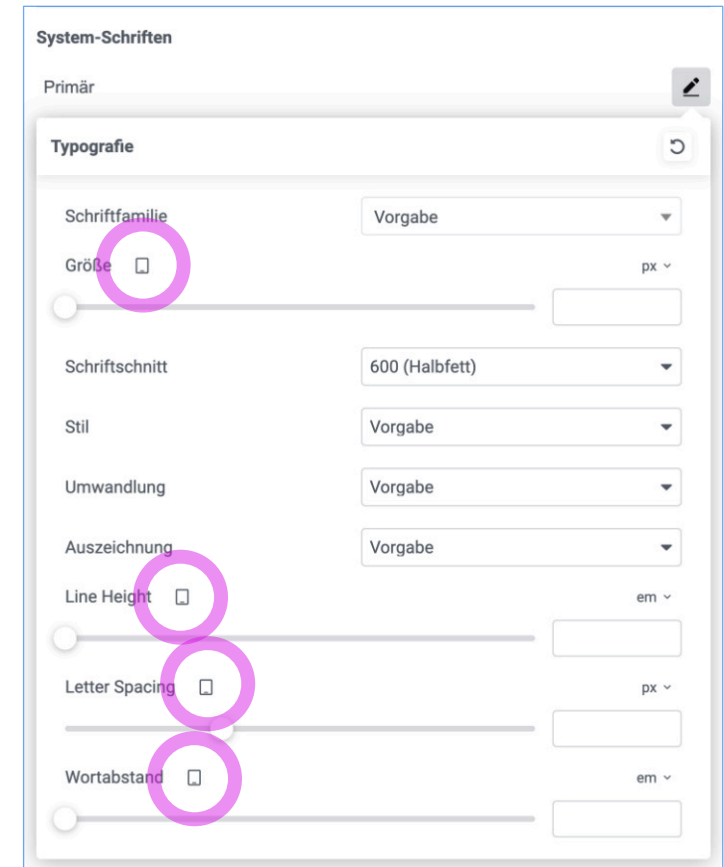 System-Schriften
Primär
Typografie
Schriftfamilie Vorgabe
Größe px
Schriftschnitt 600 (Halbfett)
Stil Vorgabe
Umwandlung Vorgabe
Auszeichnung Vorgabe
Line Height em
Letter Spacing px
Wortabstand em